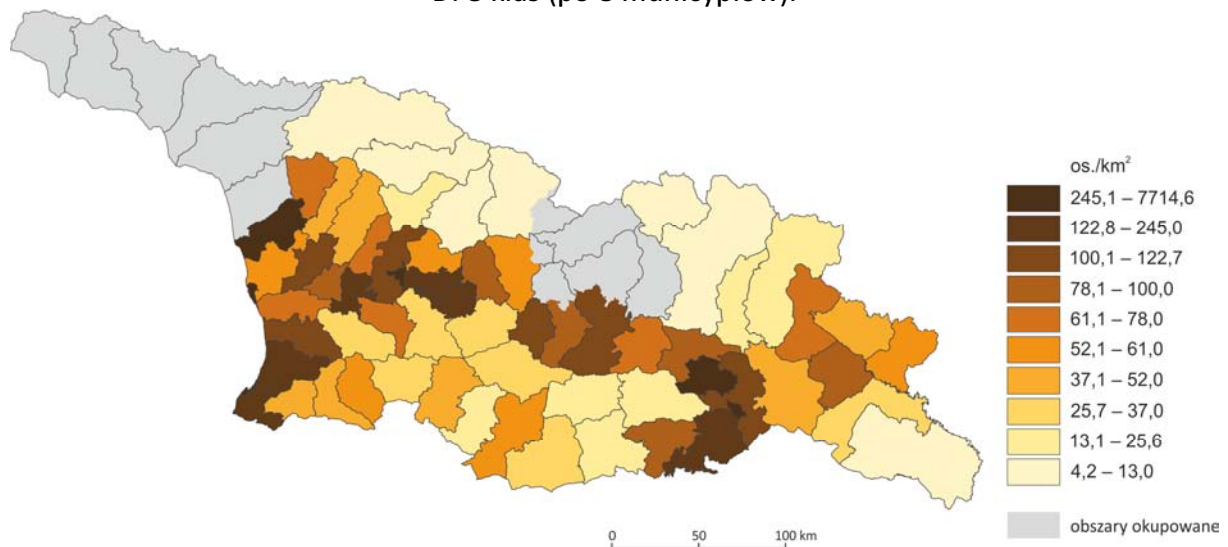 os./km²
245,1 – 7714,6
122,8 – 245,0
100,1 – 122,7
78,1 – 100,0
61,1 – 78,0
52,1 – 61,0
37,1 – 52,0
25,7 – 37,0
13,1 – 25,6
4,2 – 13,0
obszary okupowane
0 50 100 km